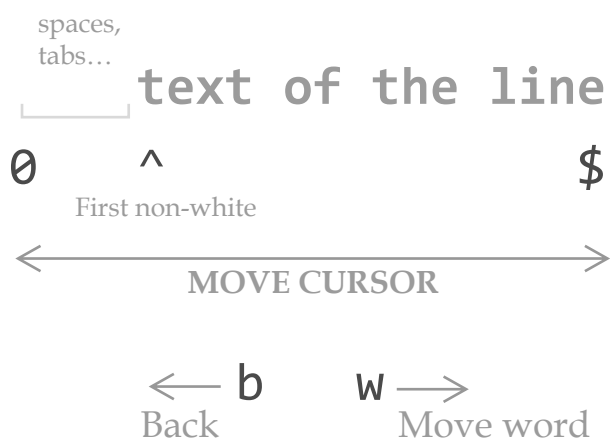 spaces,
tabs...
text of the line
0 ^ $
First non-white
MOVE CURSOR
b w
Back Move word